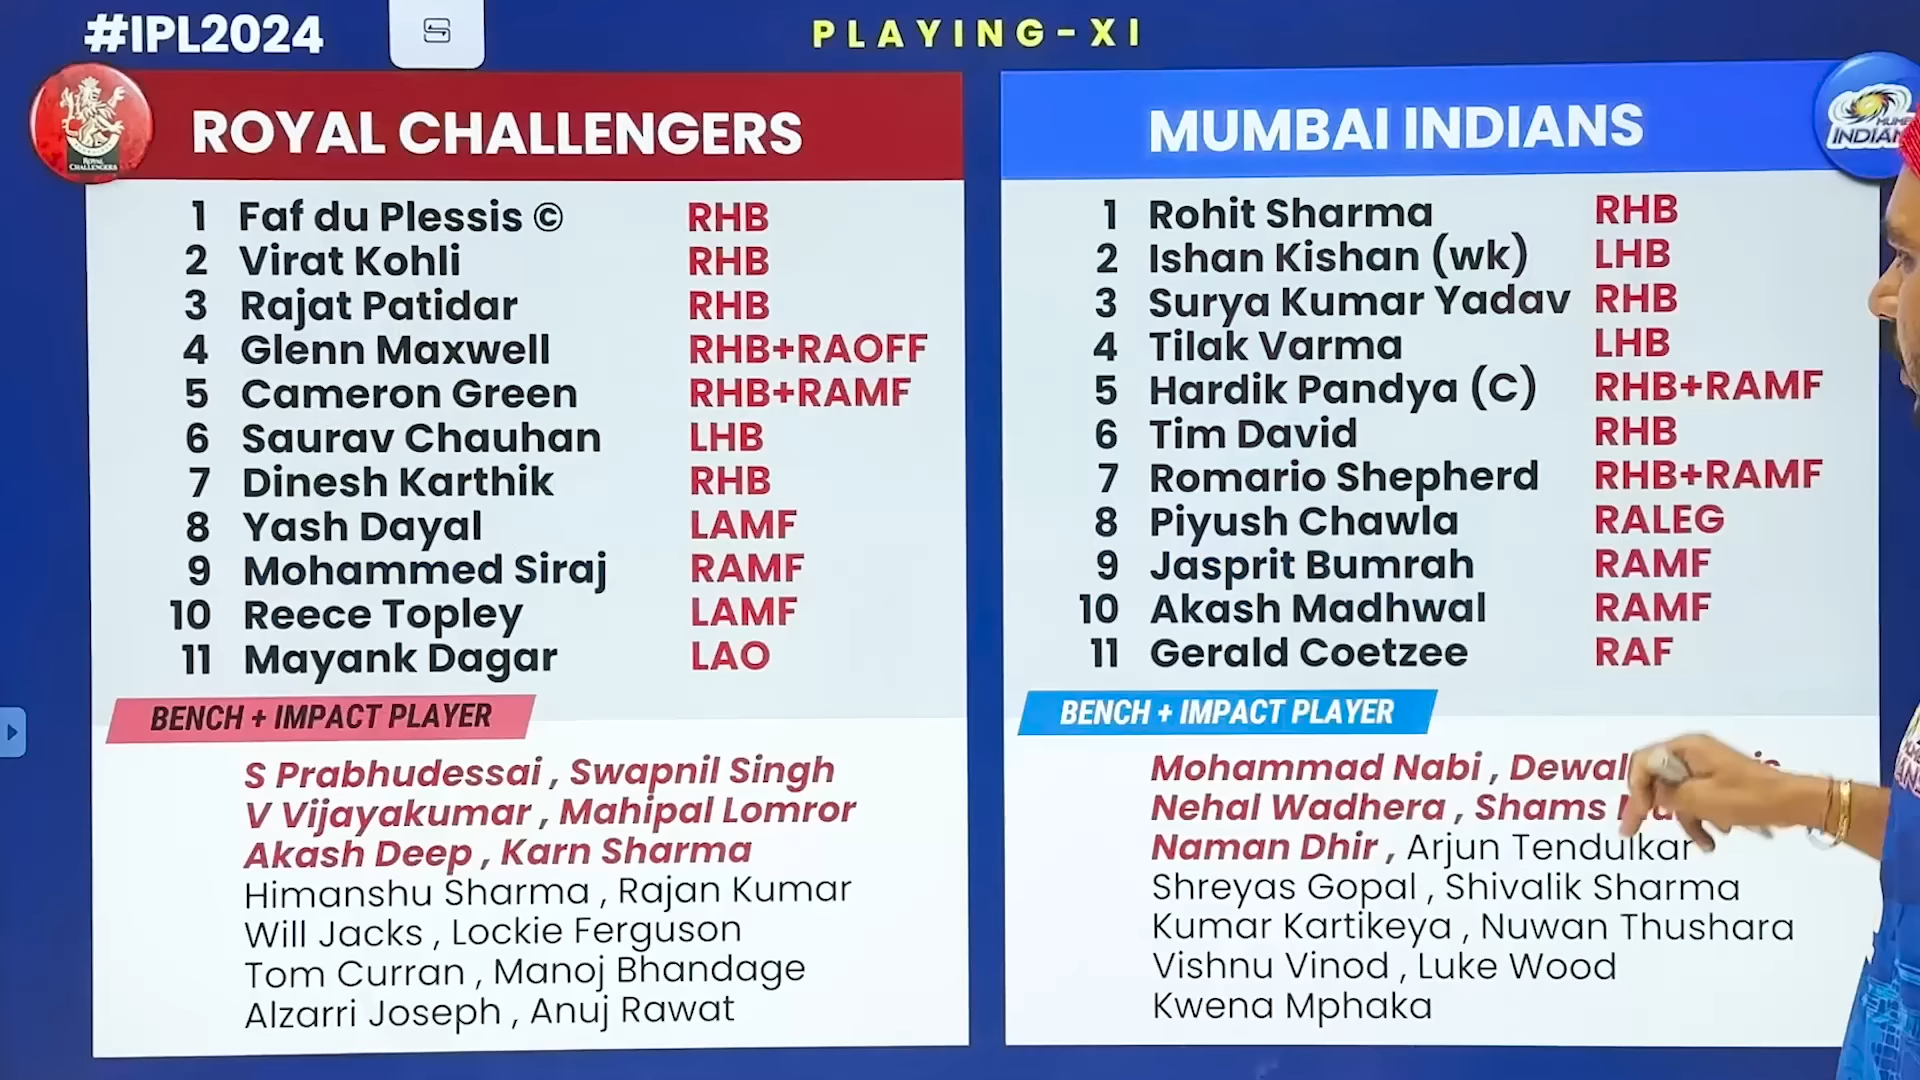 #IPL2024
PLAYING-XI
ROYAL CHALLENGERS
ROYAL
CHALLENGERS
1 Faf du Plessis © RHB
2 Virat Kohli RHB
3 Rajat Patidar RHB
4 Glenn Maxwell RHB+RAOFF
5 Cameron Green RHB+RAMF
6 Saurav Chauhan LHB
7 Dinesh Karthik RHB
8 Yash Dayal LAMF
9 Mohammed Siraj RAMF
10 Reece Topley LAMF
11 Mayank Dagar LAO
BENCH + IMPACT PLAYER
S Prabhudessai , Swapnil Singh
V Vijayakumar , Mahipal Lomror
Akash Deep , Karn Sharma
Himanshu Sharma , Rajan Kumar
Will Jacks , Lockie Ferguson
Tom Curran , Manoj Bhandage
Alzarri Joseph , Anuj Rawat
MUMBAI INDIANS
1 Rohit Sharma RHB
2 Ishan Kishan (wk) LHB
3 Surya Kumar Yadav RHB
4 Tilak Varma LHB
5 Hardik Pandya (C) RHB+RAMF
6 Tim David RHB
7 Romario Shepherd RHB+RAMF
8 Piyush Chawla RALEG
9 Jasprit Bumrah RAMF
10 Akash Madhwal RAMF
11 Gerald Coetzee RAF
BENCH + IMPACT PLAYER
Mohammad Nabi ,
Nehal Wadhera , Shams
Naman Dhir , Arjun Tendulkar
Shreyas Gopal , Shivalik Sharma
Kumar Kartikeya , Nuwan Thushara
Vishnu Vinod , Luke Wood
Kwena Mphaka